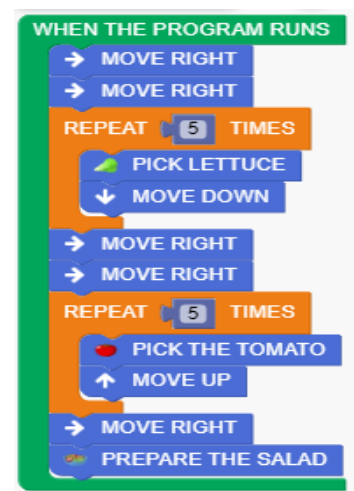 WHEN THE PROGRAM RUNS
MOVE RIGHT
MOVE RIGHT
REPEAT 5 TIMES
PICK LETTUCE
MOVE DOWN
MOVE RIGHT
MOVE RIGHT
REPEAT 5 TIMES
PICK THE TOMATO
MOVE UP
MOVE RIGHT
PREPARE THE SALAD